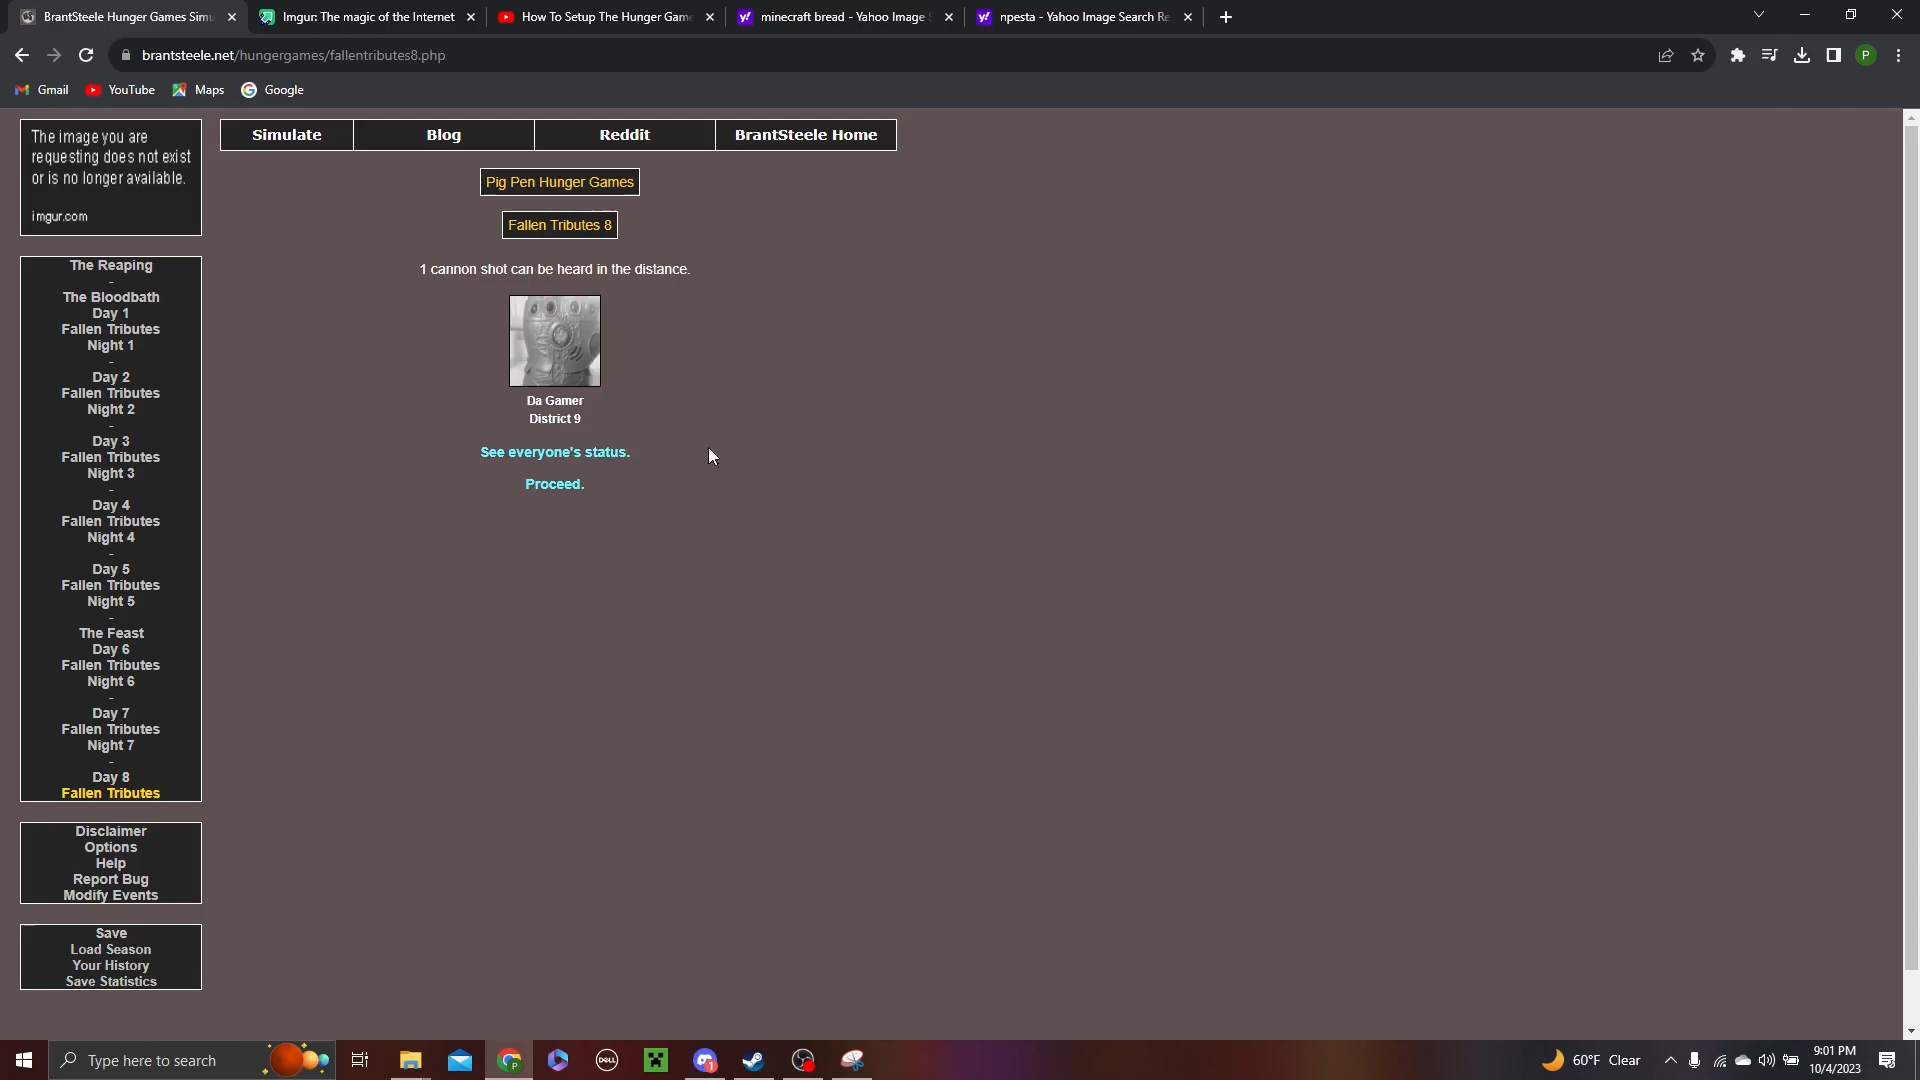 BrantSteele Hunger Games Simu
Imgur: The magic of the Internet
How To Setup The Hunger Game
minecraft bread - Yahoo Image S
npesta - Yahoo Image Search Re
brantsteele.net/hungergames/fallentributes8.php
P
Gmail
YouTube
Maps
Google
The image you are
requesting does not exist
or is no longer available.
imgur.com
Simulate
Blog
Reddit
BrantSteele Home
Pig Pen Hunger Games
Fallen Tributes 8
1 cannon shot can be heard in the distance.
Da Gamer
District 9
See everyone's status.
Proceed.
The Reaping
-
The Bloodbath
Day 1
Fallen Tributes
Night 1
-
Day 2
Fallen Tributes
Night 2
-
Day 3
Fallen Tributes
Night 3
-
Day 4
Fallen Tributes
Night 4
-
Day 5
Fallen Tributes
Night 5
-
The Feast
Day 6
Fallen Tributes
Night 6
-
Day 7
Fallen Tributes
Night 7
-
Day 8
Fallen Tributes
Disclaimer
Options
Help
Report Bug
Modify Events
Save
Load Season
Your History
Save Statistics
Type here to search
P
DELL
1
60°F Clear
9:01 PM
10/4/2023